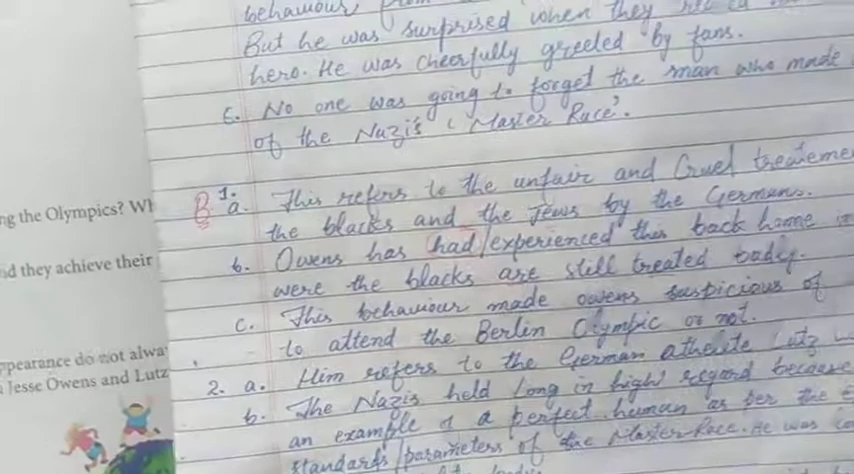 behaviour
But he was surprised when they
hero. He was cheerfully greeted by fans.
c. No one was going to forget the man who made
of the Nazi's 'Master Race'.
B 1.
a. This refers to the unfair and Cruel treateme
the blacks and the Jews by the Germans.
b. Owens has had/experienced this back home
were the blacks are still treated bady.
c. This behaviour made owens suspicious of
to attend the Berlin Olympic or not.
2. a. Him refers to the German athelete Lutz
b. The Nazis held Long in high regard because
an example of a perfect human as per the
standards/parameters of the Master Race. He was
ng the Olympics? Wh
nd they achieve their
ppearance do not alwa
Jesse Owens and Lutz